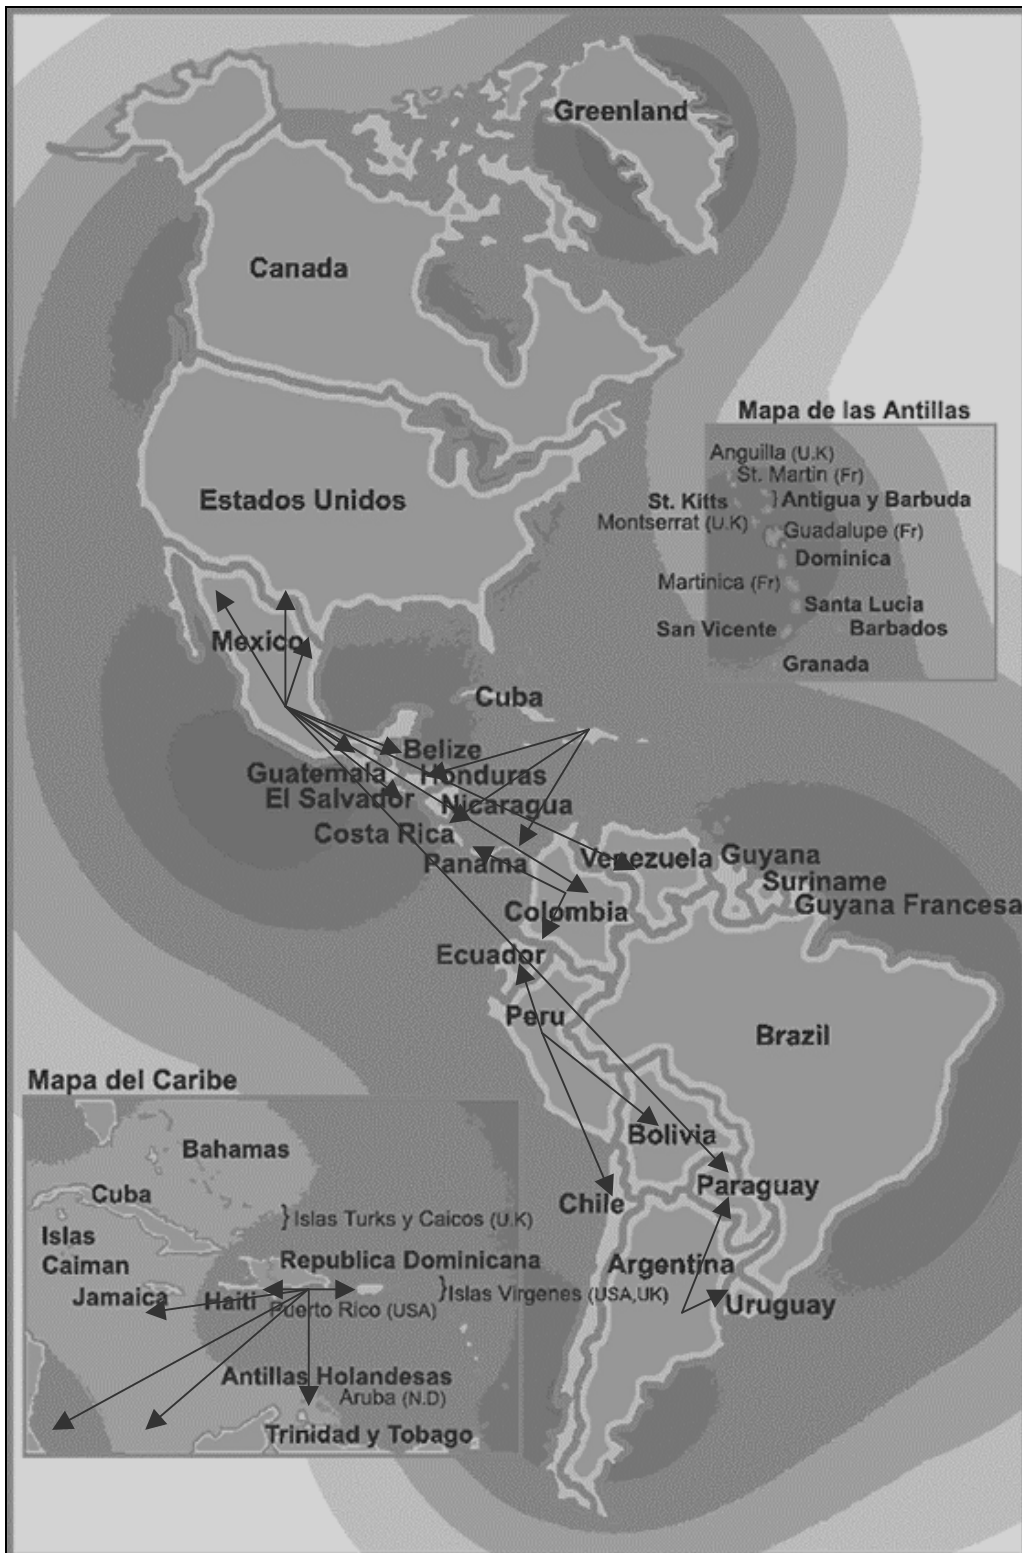 Greenland
Canada
Mapa de las Antillas
Anguilla (U.K)
St. Martin (Fr)
St. Kitts
} Antigua y Barbuda
Montserrat (U.K)
Guadalupe (Fr)
Dominica
Martinica (Fr)
Santa Lucia
San Vicente
Barbados
Granada
Estados Unidos
Mexico
Cuba
Belize
Guatemala
Honduras
El Salvador
Nicaragua
Costa Rica
Panama
Venezuela
Guyana
Suriname
Guyana Francesa
Colombia
Ecuador
Peru
Brazil
Bolivia
Paraguay
Chile
Argentina
Uruguay
Mapa del Caribe
Bahamas
Cuba
} Islas Turks y Caicos (U.K)
Islas
Caiman
Republica Dominicana
Jamaica
Haiti
Puerto Rico (USA)
}Islas Virgenes (USA,UK)
Antillas Holandesas
Aruba (N.D)
Trinidad y Tobago